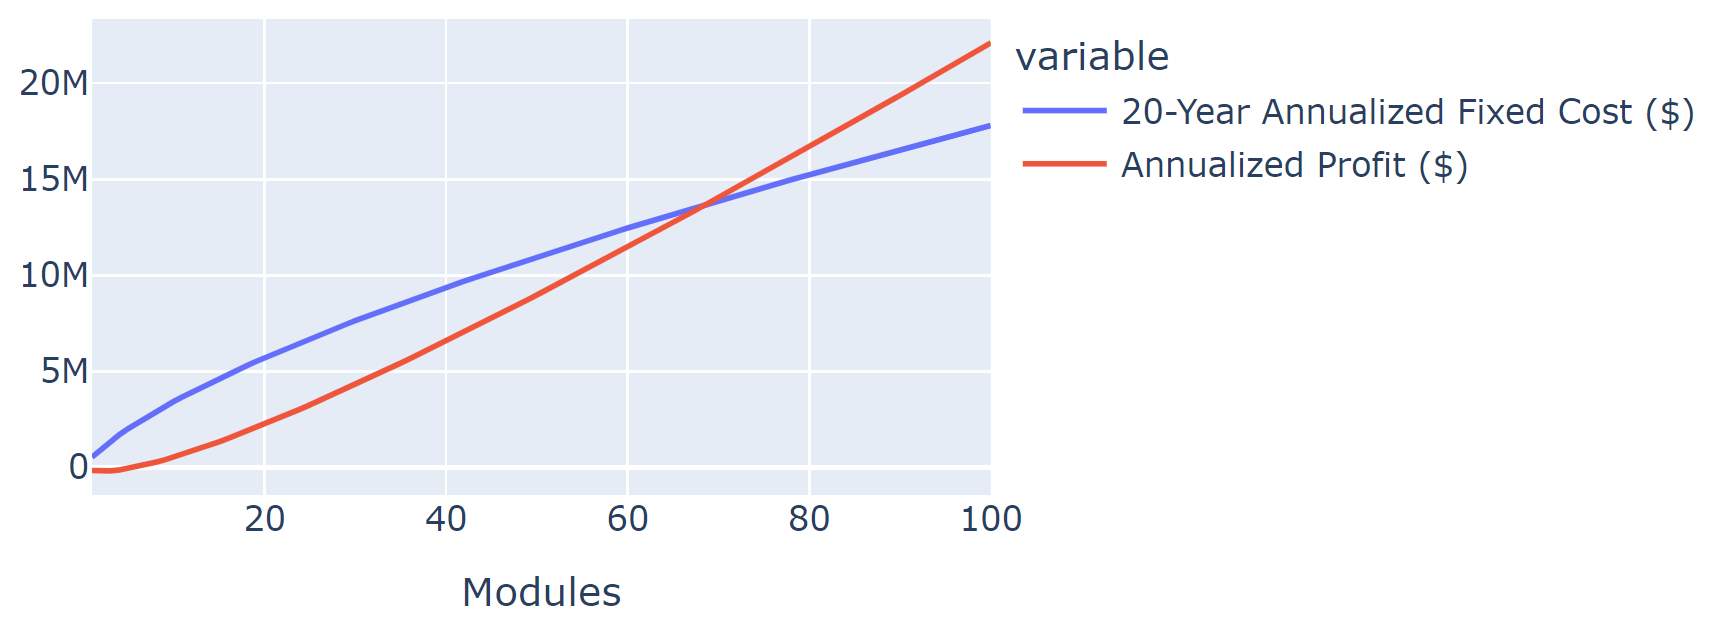 20M
15M
10M
5M
0
20 40 60 80 100
Modules
variable
20-Year Annualized Fixed Cost ($)
Annualized Profit ($)